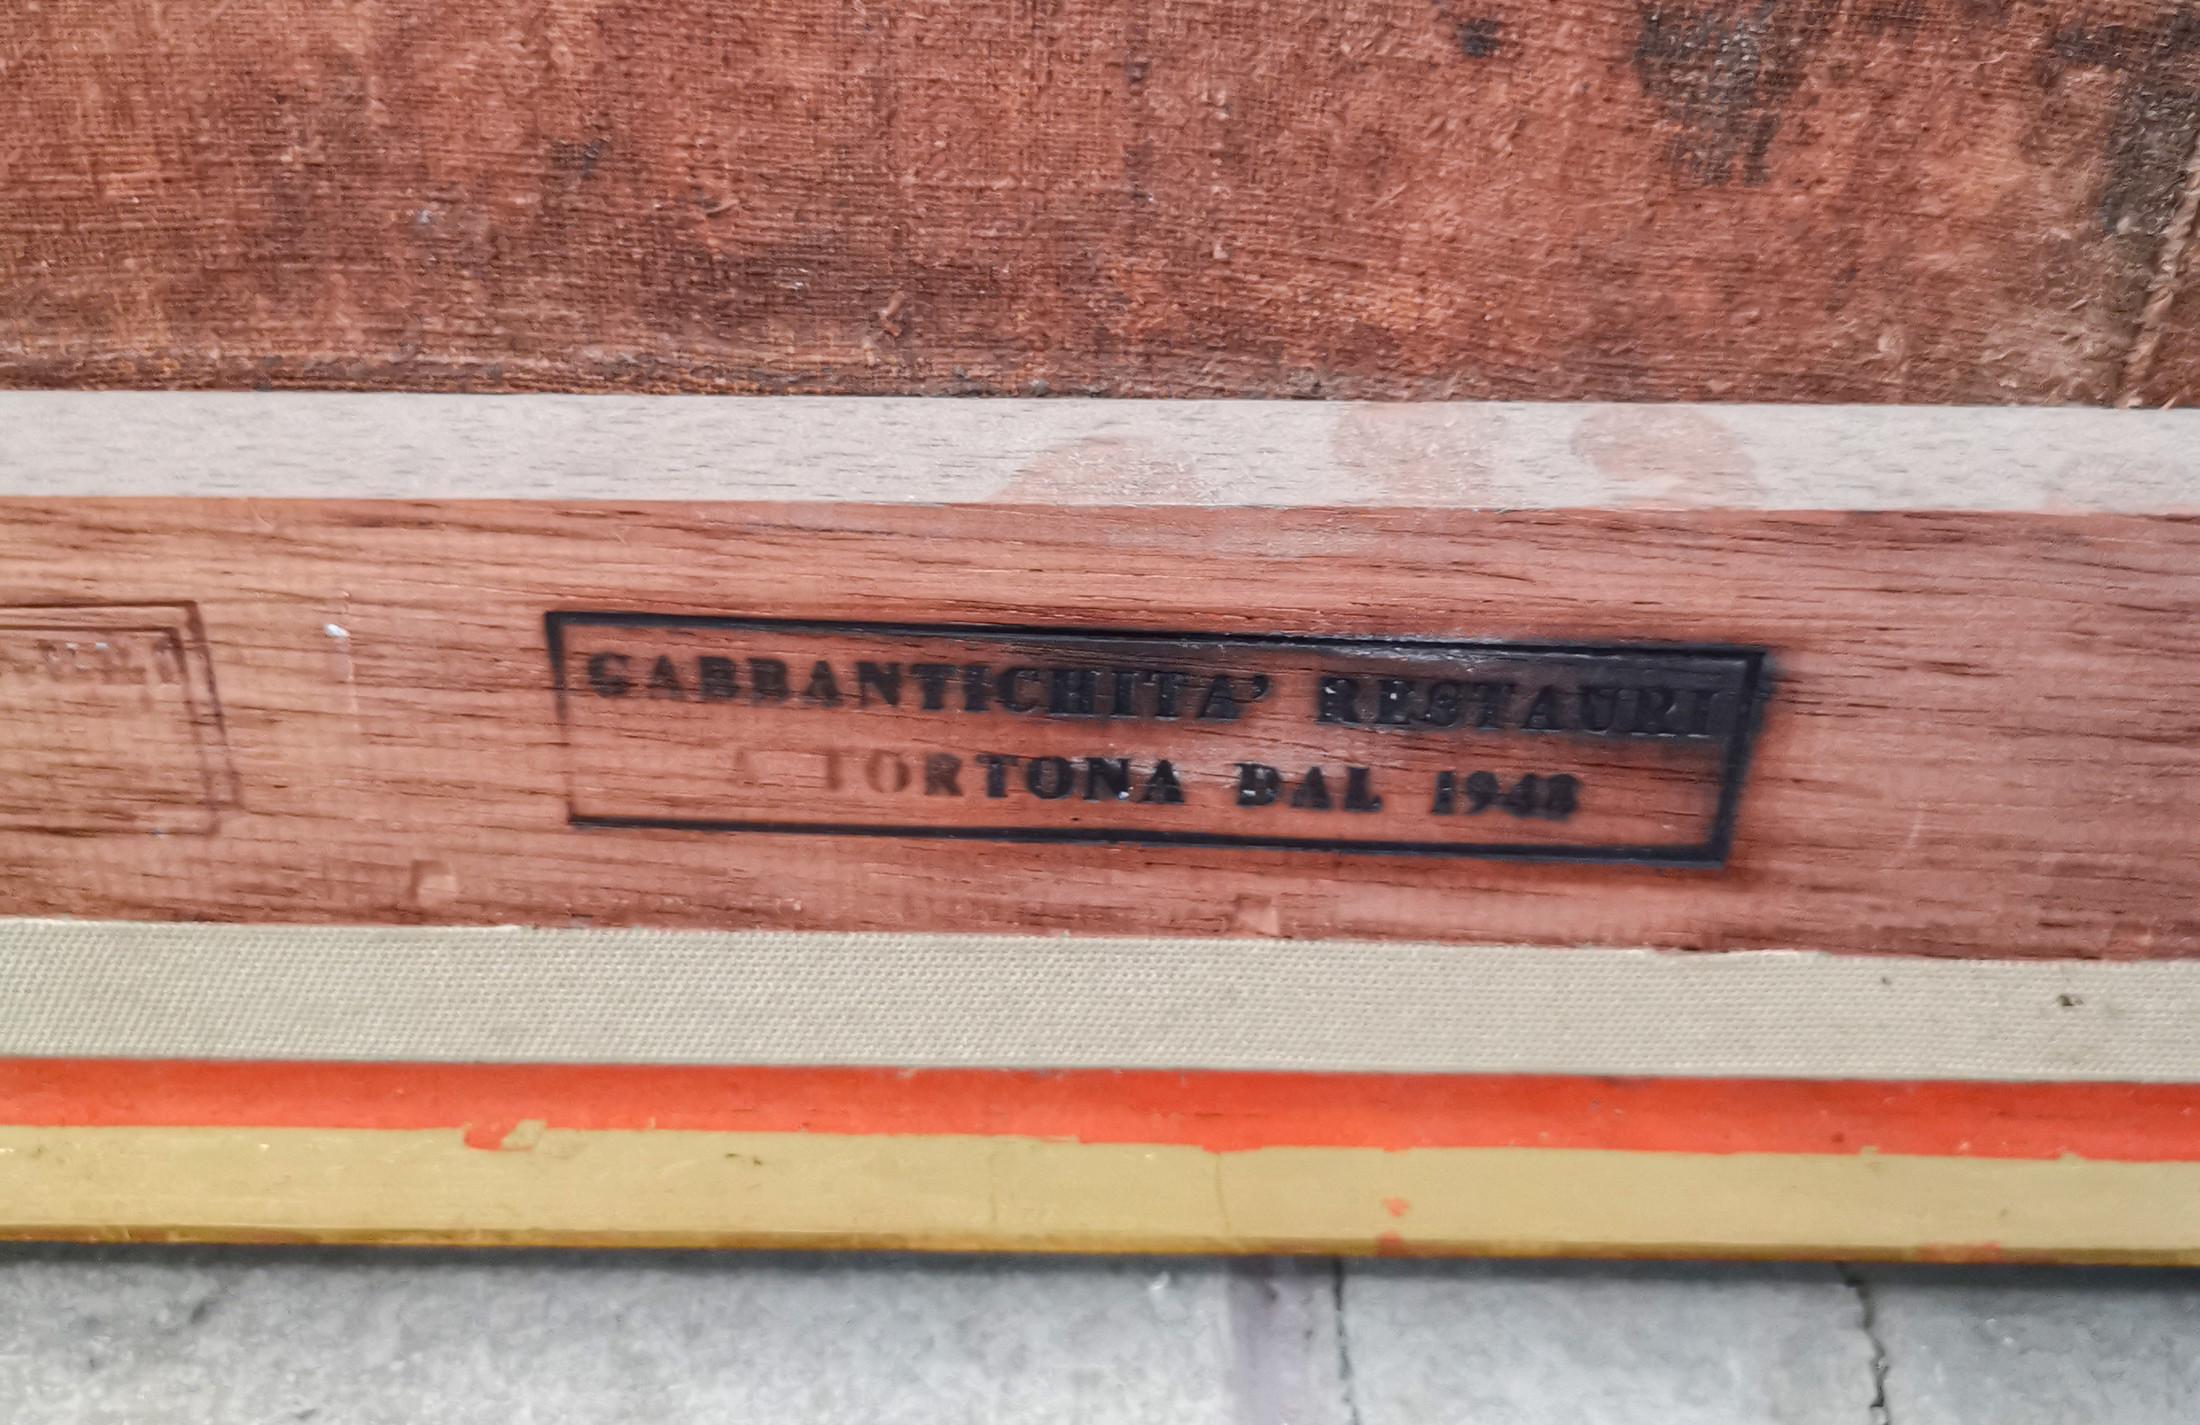 GABBANTICHITA' RESTAURI
TORTONA DAL 1948